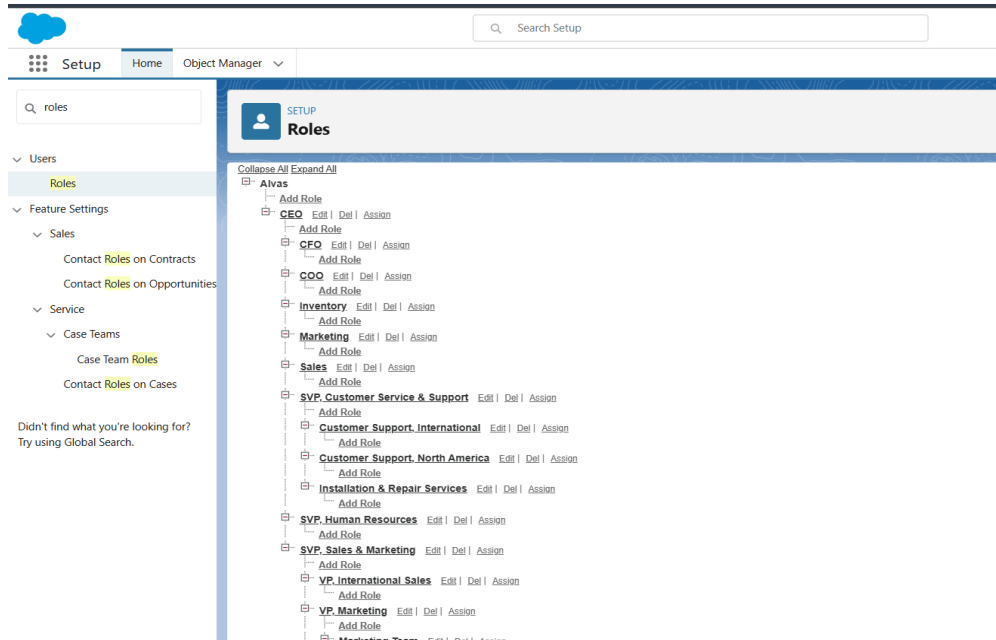 Search Setup
Setup
Home
Object Manager
roles
Users
Roles
Feature Settings
Sales
Contact Roles on Contracts
Contact Roles on Opportunities
Service
Case Teams
Case Team Roles
Contact Roles on Cases
Didn't find what you're looking for?
Try using Global Search.
SETUP
Roles
Collapse All Expand All
Alvas
Add Role
CEO Edit | Del | Assign
Add Role
CFO Edit | Del | Assign
Add Role
COO Edit | Del | Assign
Add Role
Inventory Edit | Del | Assign
Add Role
Marketing Edit | Del | Assign
Add Role
Sales Edit | Del | Assign
Add Role
SVP, Customer Service & Support Edit | Del | Assign
Add Role
Customer Support, International Edit | Del | Assign
Add Role
Customer Support, North America Edit | Del | Assign
Add Role
Installation & Repair Services Edit | Del | Assign
Add Role
SVP, Human Resources Edit | Del | Assign
Add Role
SVP, Sales & Marketing Edit | Del | Assign
Add Role
VP, International Sales Edit | Del | Assign
Add Role
VP, Marketing Edit | Del | Assign
Add Role
Marketing Team Edit | Del | Assign